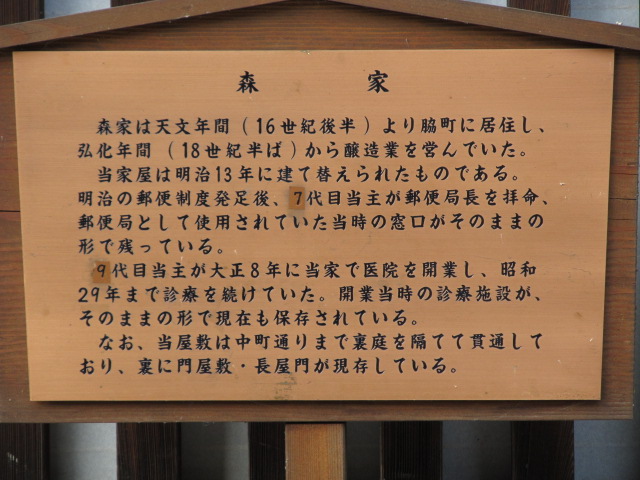 森　家
森家は天文年間（16世紀後半）より脇町に居住し、
弘化年間（18世紀半ば）から醸造業を営んでいた。
当家屋は明治13年に建て替えられたものである。
明治の郵便制度発足後、7代目当主が郵便局長を拝命、
郵便局として使用されていた当時の窓口がそのままの
形で残っている。
9代目当主が大正8年に当家で医院を開業し、昭和
29年まで診療を続けていた。開業当時の診療施設が、
そのままの形で現在も保存されている。
なお、当屋敷は中町通りまで裏庭を隔てて貫通して
おり、裏に門屋敷・長屋門が現存している。